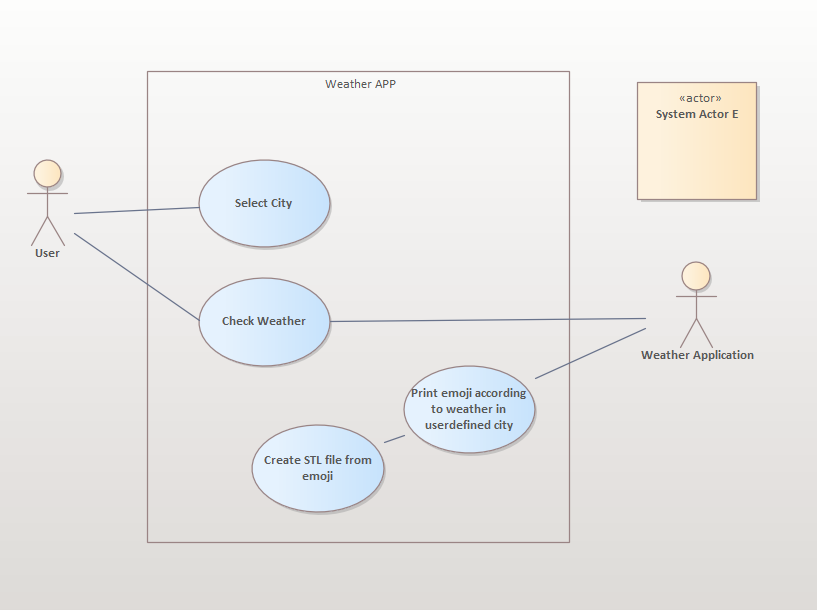 Weather APP
«actor»
System Actor E
Select City
User
Check Weather
Weather Application
Print emoji according
to weather in
userdefined city
Create STL file from
emoji